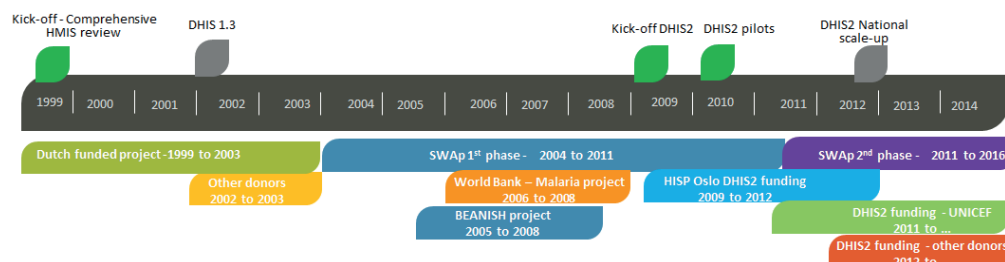 Kick-off - Comprehensive
HMIS review
DHIS 1.3
Kick-off DHIS2
DHIS2 pilots
DHIS2 National
scale-up
1999 2000 2001 2002 2003 2004 2005 2006 2007 2008 2009 2010 2011 2012 2013 2014
Dutch funded project -1999 to 2003
SWAp 1st phase - 2004 to 2011
SWAp 2nd phase - 2011 to 2016
Other donors
2002 to 2003
World Bank – Malaria project
2006 to 2008
HISP Oslo DHIS2 funding
2009 to 2012
BEANISH project
2005 to 2008
DHIS2 funding - UNICEF
2011 to ...
DHIS2 funding - other donors
2012 to